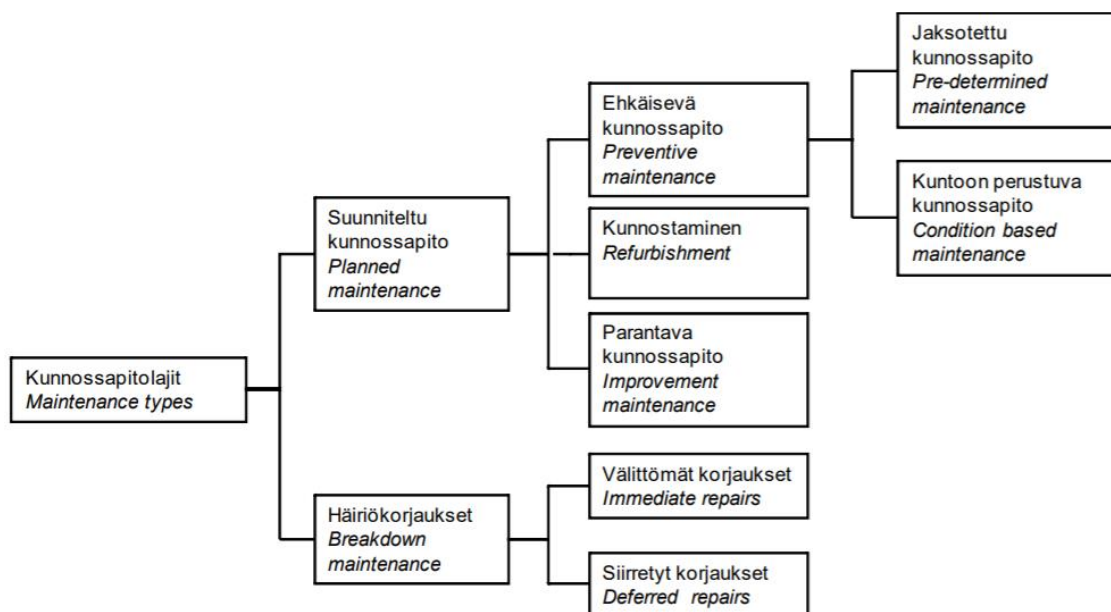 Kunnossapitolajit
Maintenance types
Suunniteltu
kunnossapito
Planned
maintenance
Häiriökorjaukset
Breakdown
maintenance
Ehkäisevä
kunnossapito
Preventive
maintenance
Kunnostaminen
Refurbishment
Parantava
kunnossapito
Improvement
maintenance
Välittömät korjaukset
Immediate repairs
Siirretyt korjaukset
Deferred repairs
Jaksotettu
kunnossapito
Pre-determined
maintenance
Kuntoon perustuva
kunnossapito
Condition based
maintenance